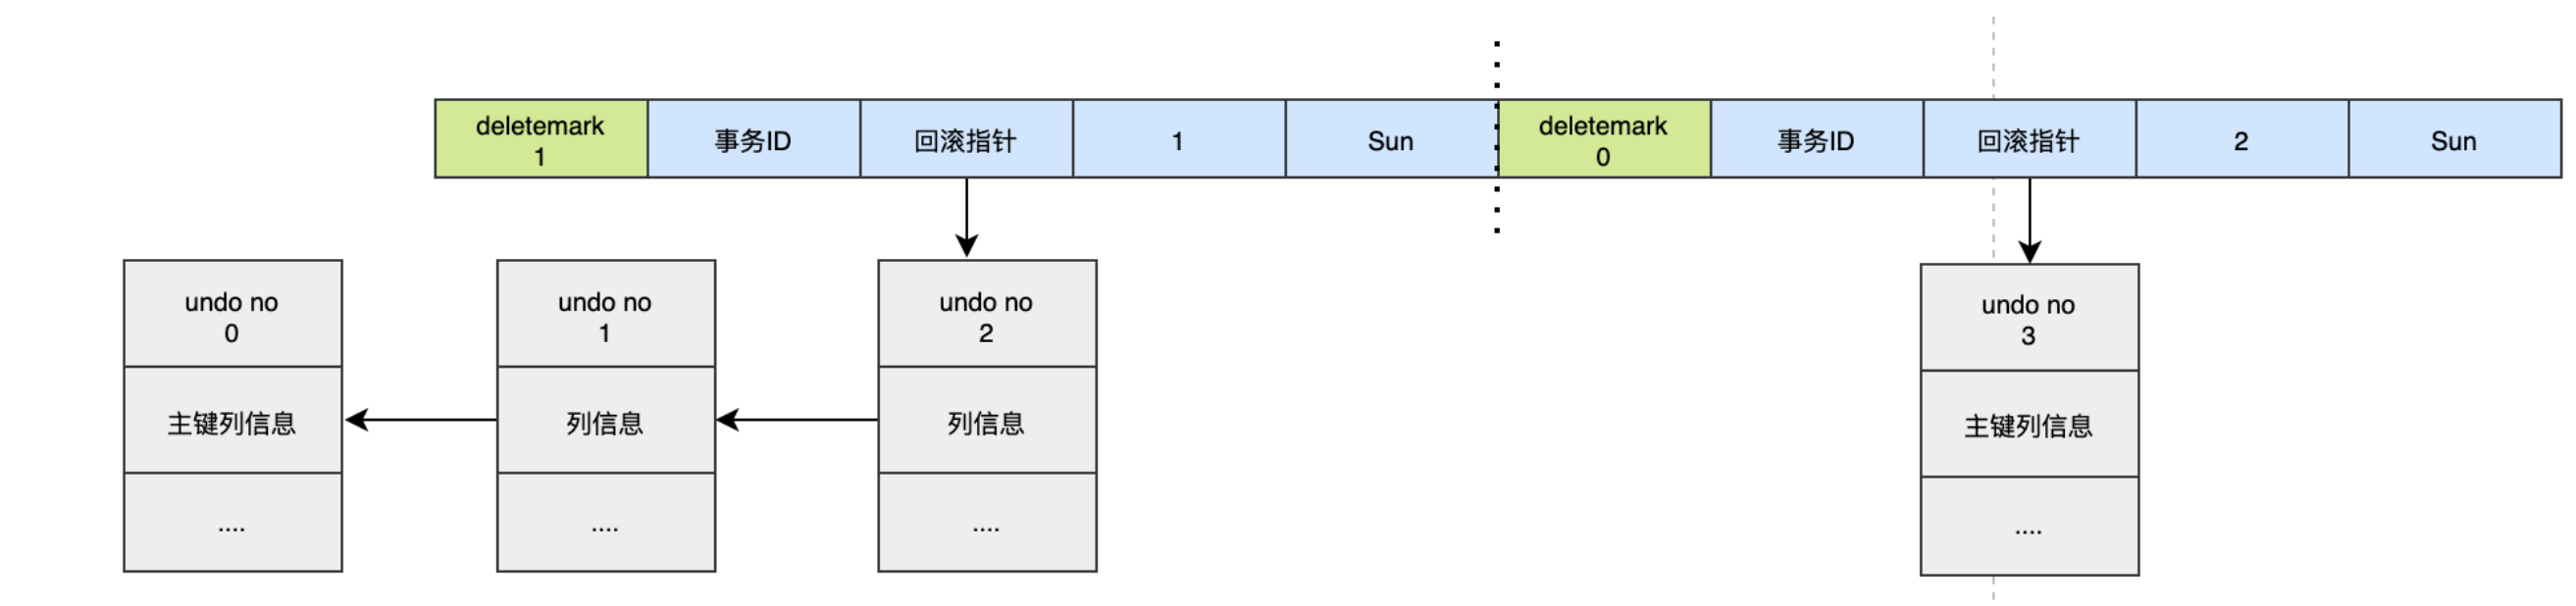 deletemark
1
事务ID
回滚指针
1
Sun
deletemark
0
事务ID
回滚指针
2
Sun
undo no
0
主键列信息
....
undo no
1
列信息
....
undo no
2
列信息
....
undo no
3
主键列信息
....